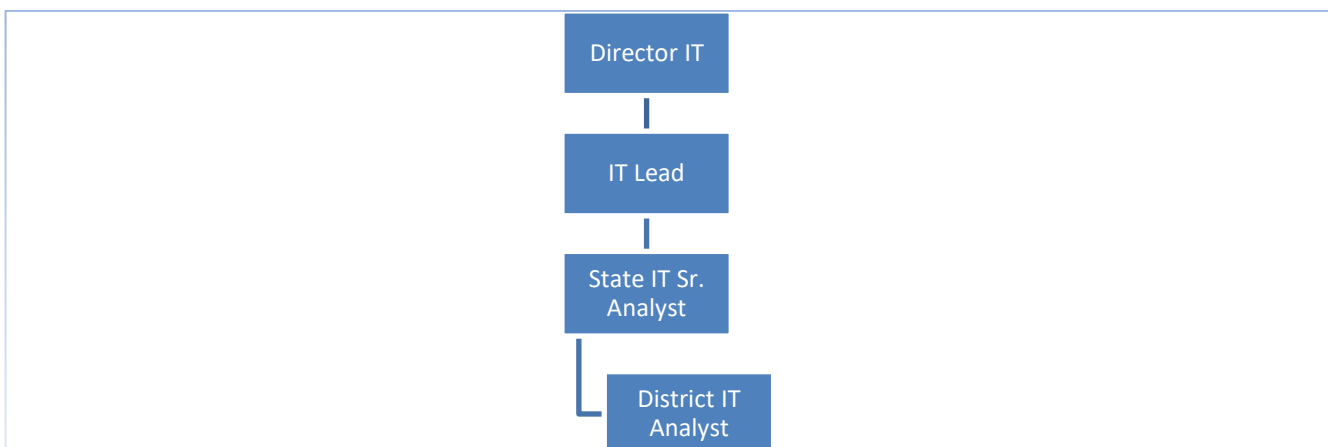 Director IT
IT Lead
State IT Sr.
Analyst
District IT
Analyst